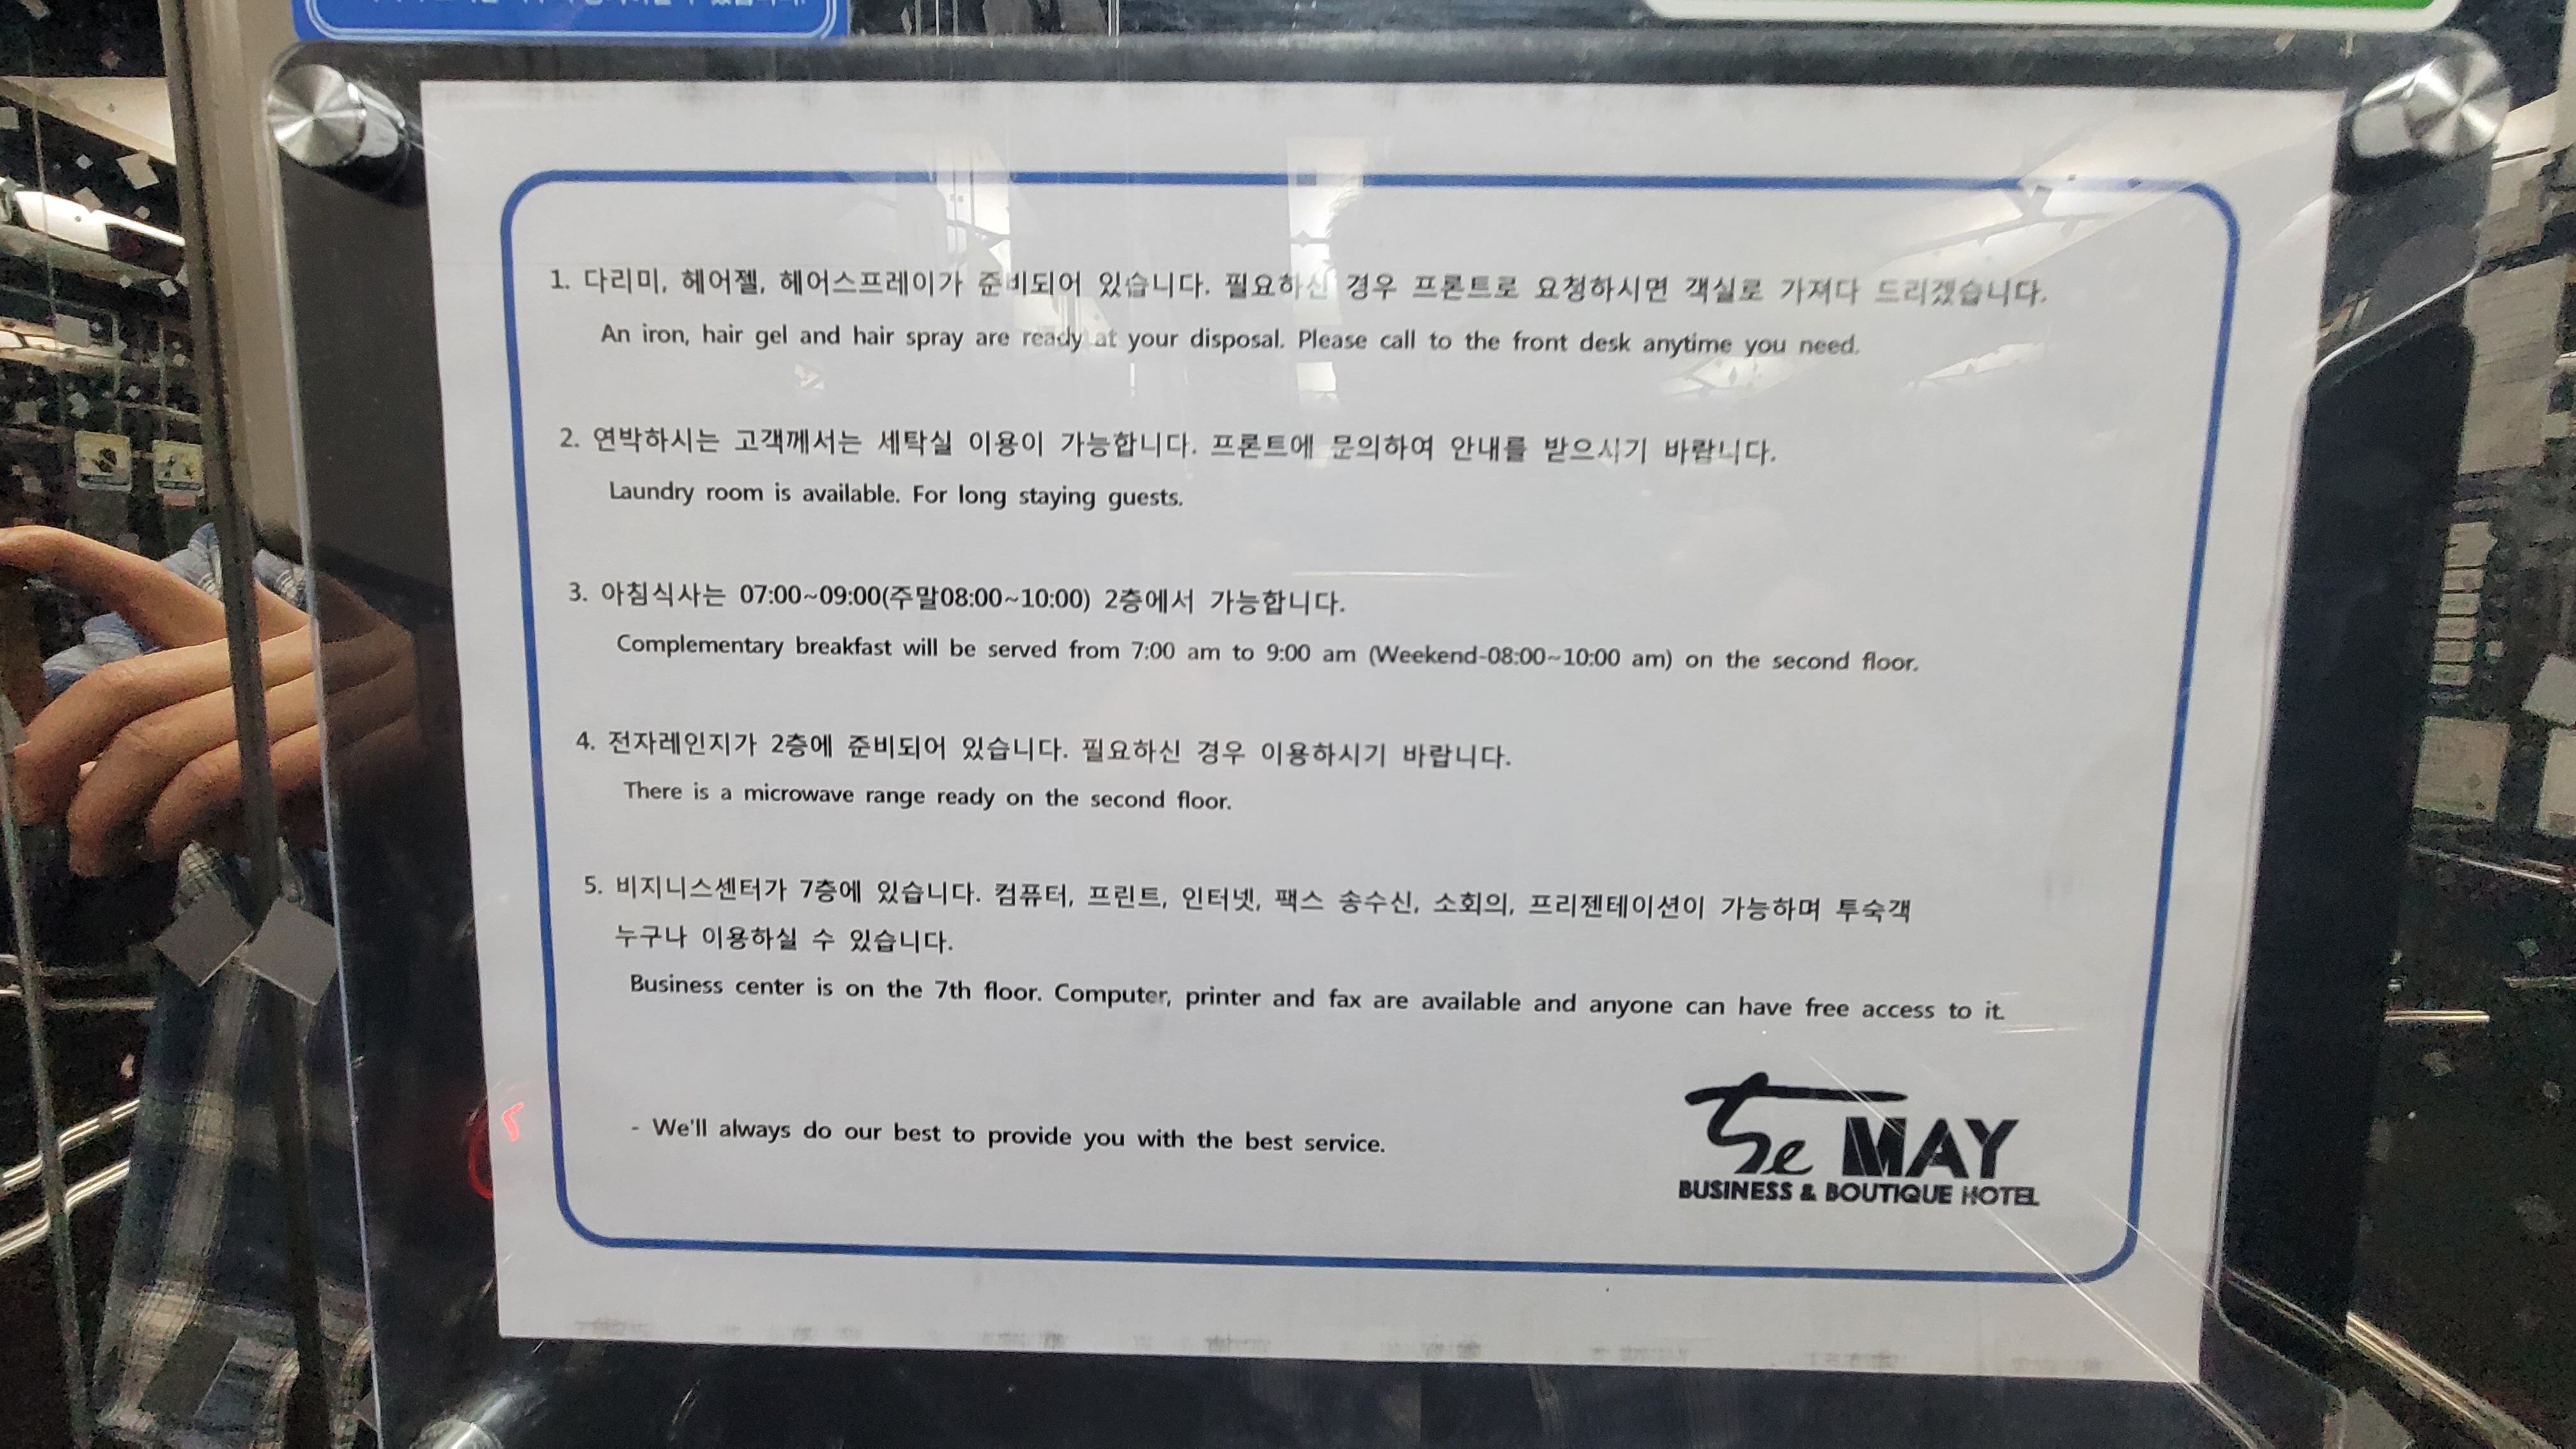 1. 다리미, 헤어젤, 헤어스프레이가 준비되어 있습니다. 필요하신 경우 프론트로 요청하시면 객실로 가져다 드리겠습니다.
An iron, hair gel and hair spray are ready at your disposal. Please call to the front desk anytime you need.
2. 연박하시는 고객께서는 세탁실 이용이 가능합니다. 프론트에 문의하여 안내를 받으시기 바랍니다.
Laundry room is available. For long staying guests.
3. 아침식사는 07:00~09:00(주말08:00~10:00) 2층에서 가능합니다.
Complementary breakfast will be served from 7:00 am to 9:00 am (Weekend-08:00~10:00 am) on the second floor.
4. 전자레인지가 2층에 준비되어 있습니다. 필요하신 경우 이용하시기 바랍니다.
There is a microwave range ready on the second floor.
5. 비지니스센터가 7층에 있습니다. 컴퓨터, 프린트, 인터넷, 팩스 송수신, 소회의, 프리젠테이션이 가능하며 투숙객
누구나 이용하실 수 있습니다.
Business center is on the 7th floor. Computer, printer and fax are available and anyone can have free access to it.
- We'll always do our best to provide you with the best service.
MAY
BUSINESS & BOUTIQUE HOTEL